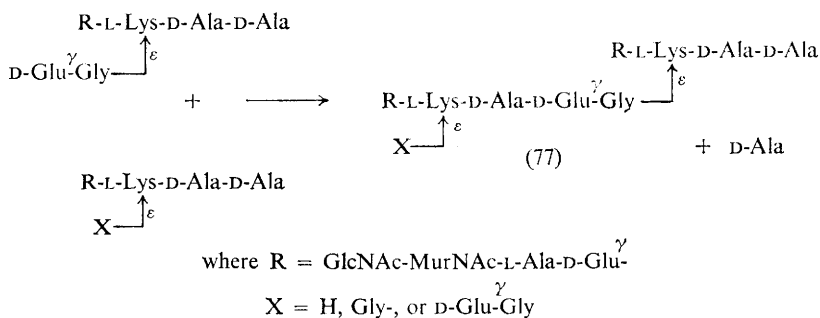 R-L-Lys-D-Ala-D-Ala
ε
D-Glu-Gly
γ
+
R-L-Lys-D-Ala-D-Ala
ε
X
R-L-Lys-D-Ala-D-Ala
ε
R-L-Lys-D-Ala-D-Glu-Gly
γ
ε
X
(77)
+ D-Ala
where R = GlcNAc-MurNAc-L-Ala-D-Glu-
γ
X = H, Gly-, or D-Glu-Gly
γ